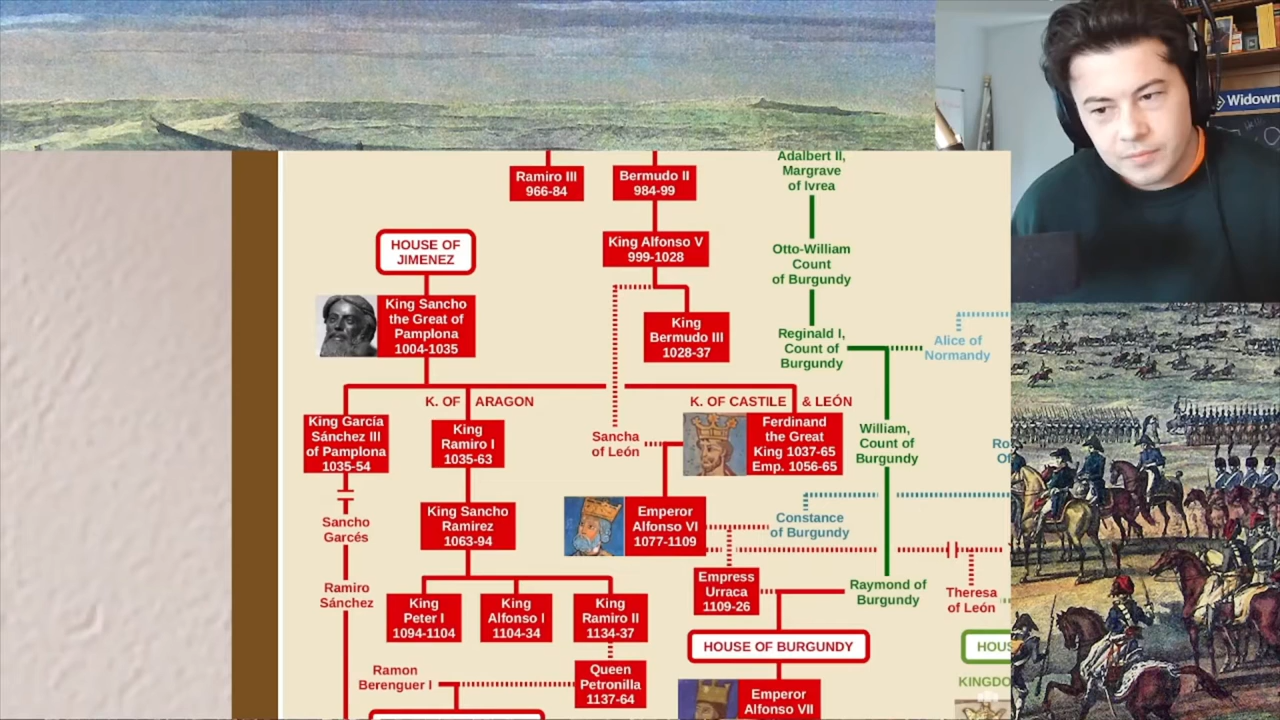 Widown
Adalbert II,
Margrave
of Ivrea
Ramiro III
966-84
Bermudo II
984-99
HOUSE OF
JIMENEZ
King Alfonso V
999-1028
Otto-William
Count
of Burgundy
King Sancho
the Great of
Pamplona
1004-1035
King
Bermudo III
1028-37
Reginald I,
Count of
Burgundy
Alice of
Normandy
K. OF ARAGON
K. OF CASTILE & LEÓN
King García
Sánchez III
of Pamplona
1035-54
King
Ramiro I
1035-63
Sancha
of León
Ferdinand
the Great
King 1037-65
Emp. 1056-65
William,
Count of
Burgundy
Ro
Of
Sancho
Garcés
King Sancho
Ramirez
1063-94
Emperor
Alfonso VI
1077-1109
Constance
of Burgundy
Ramiro
Sánchez
King
Peter I
1094-1104
King
Alfonso I
1104-34
King
Ramiro II
1134-37
Empress
Urraca
1109-26
Raymond of
Burgundy
Theresa
of León
HOUSE OF BURGUNDY
HOUS
Ramon
Berenguer I
Queen
Petronilla
1137-64
KINGDO
Emperor
Alfonso VII